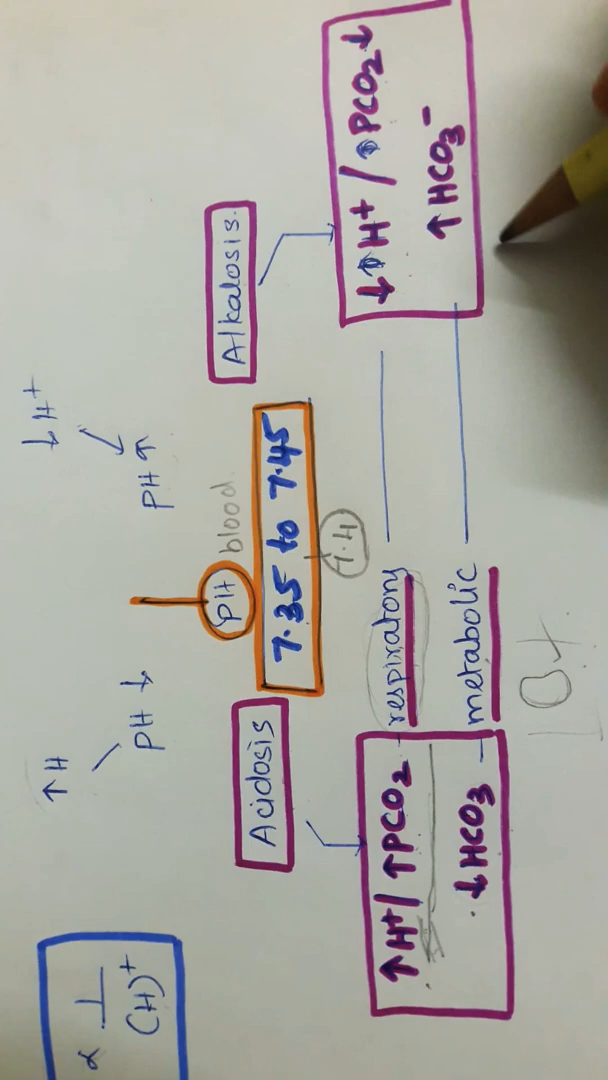 ∝ 1
(H)+
↑H
↓H+
PH↓
PH↑
PH blood
Acidosis
Alkalosis
7.35 to 7.45
7.4
↑H+/↑PCO2
respiratory
↓ H+ / PCO2↓
↓HCO3
metabolic
↑HCO3-